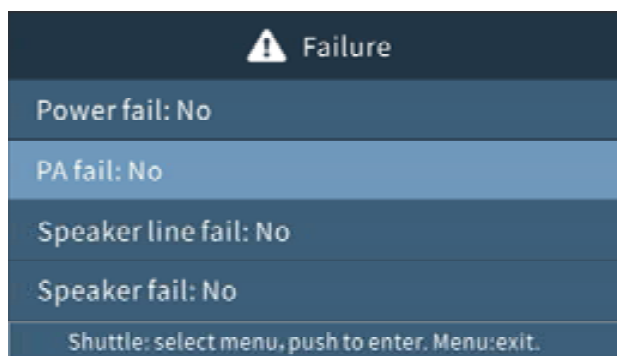 Failure
Power fail: No
PA fail: No
Speaker line fail: No
Speaker fail: No
Shuttle: select menu, push to enter. Menu:exit.